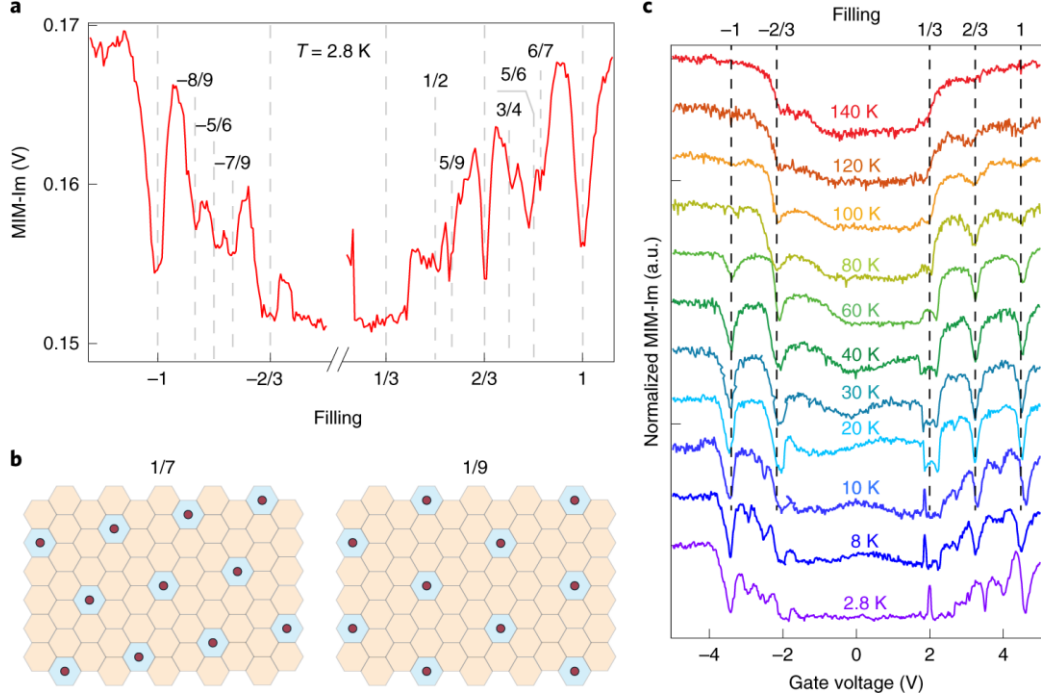 a
0.17
0.16
0.15
MIM-Im (V)
T = 2.8 K
−8/9
−5/6
−7/9
1/2
5/9
5/6
3/4
6/7
−1
−2/3
1/3
2/3
1
Filling
b
1/7
1/9
c
Filling
−1
−2/3
1/3
2/3
1
Normalized MIM-Im (a.u.)
140 K
120 K
100 K
80 K
60 K
40 K
30 K
20 K
10 K
8 K
2.8 K
−4
−2
0
2
4
Gate voltage (V)